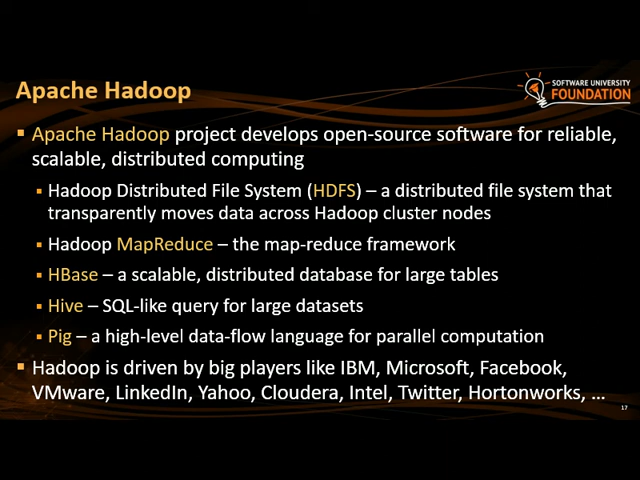 Apache Hadoop
SOFTWARE UNIVERSITY
FOUNDATION
Apache Hadoop project develops open-source software for reliable,
scalable, distributed computing
Hadoop Distributed File System (HDFS) – a distributed file system that
transparently moves data across Hadoop cluster nodes
Hadoop MapReduce – the map-reduce framework
HBase – a scalable, distributed database for large tables
Hive – SQL-like query for large datasets
Pig – a high-level data-flow language for parallel computation
Hadoop is driven by big players like IBM, Microsoft, Facebook,
VMware, LinkedIn, Yahoo, Cloudera, Intel, Twitter, Hortonworks, …
17